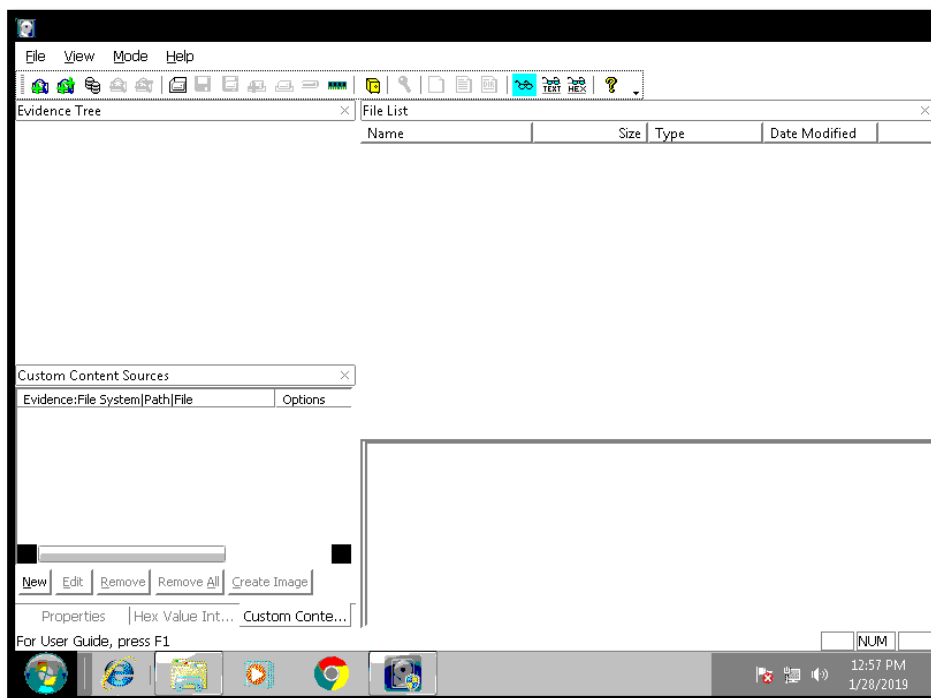 File View Mode Help
TEXT HEX
Evidence Tree
File List
Name Size Type Date Modified
Custom Content Sources
Evidence:File System|Path|File Options
New Edit Remove Remove All Create Image
Properties Hex Value Int... Custom Conte...
For User Guide, press F1
NUM
12:57 PM
1/28/2019